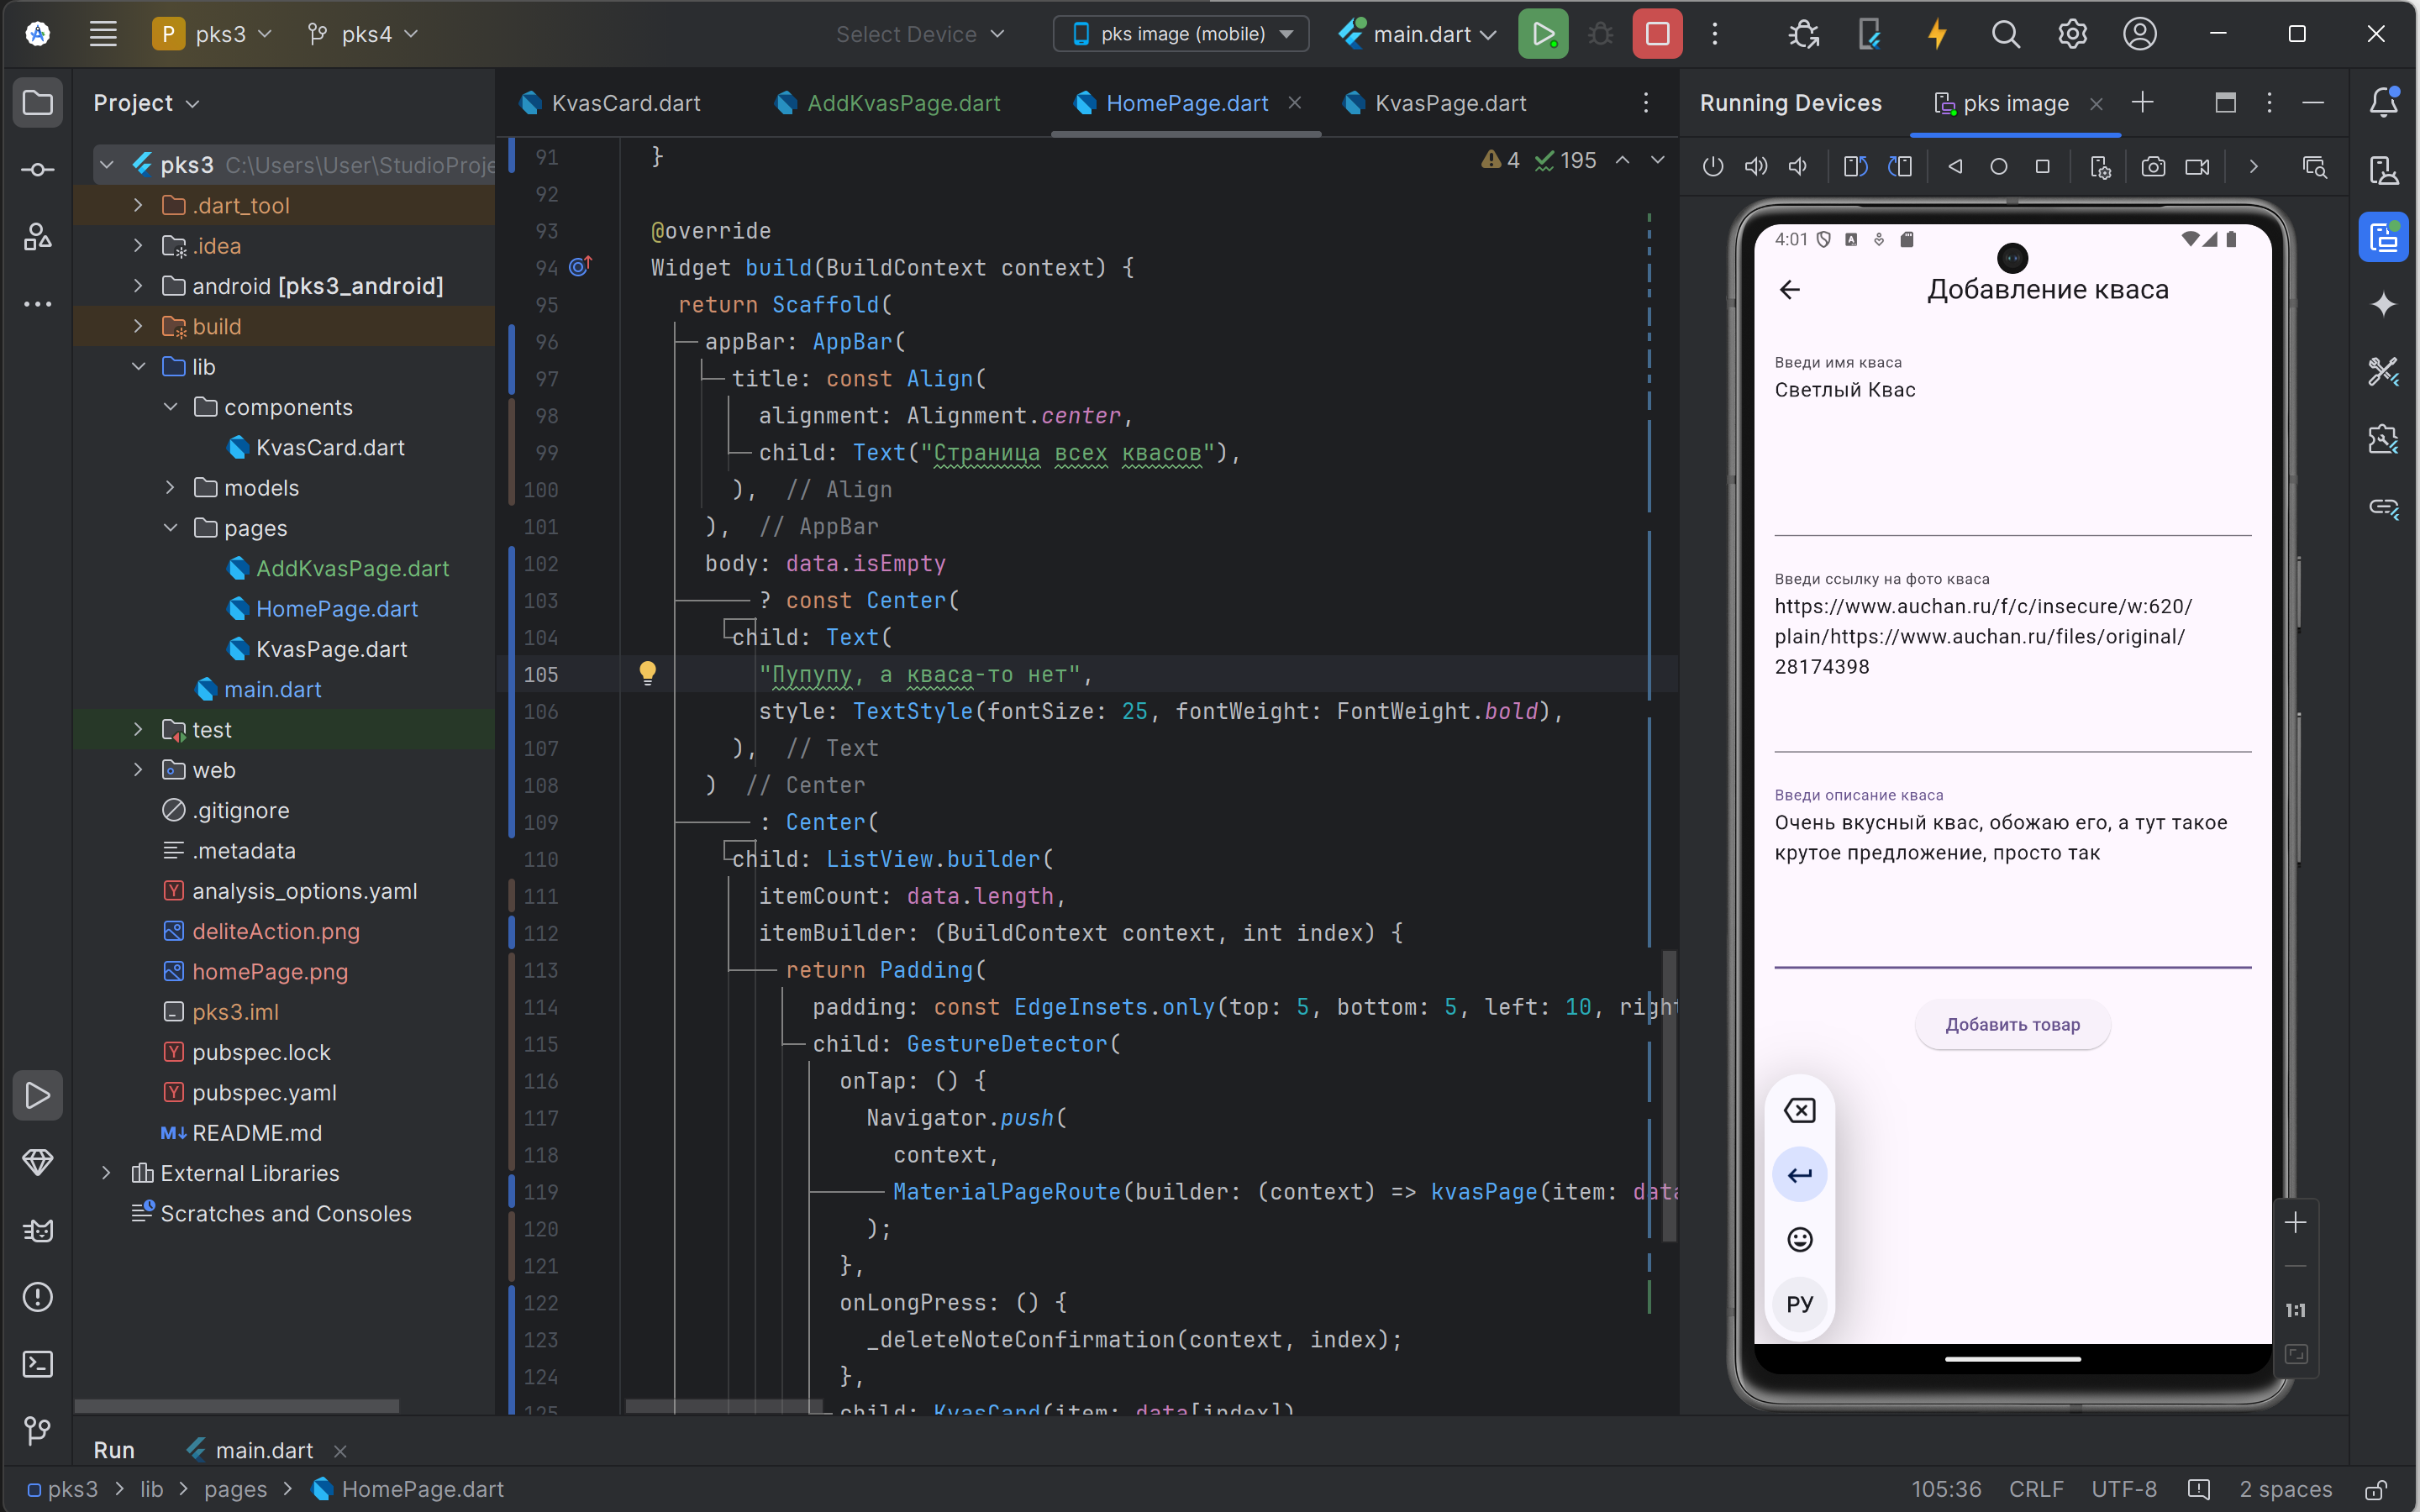 P pks3
pks4
Select Device
pks image (mobile)
main.dart
Project
KvasCard.dart
AddKvasPage.dart
HomePage.dart
KvasPage.dart
Running Devices
pks image
pks3 C:\Users\User\StudioProje
.dart_tool
.idea
android [pks3_android]
build
lib
components
KvasCard.dart
models
pages
AddKvasPage.dart
HomePage.dart
KvasPage.dart
main.dart
test
web
.gitignore
.metadata
analysis_options.yaml
deliteAction.png
homePage.png
pks3.iml
pubspec.lock
pubspec.yaml
M↓ README.md
External Libraries
Scratches and Consoles
4 195
91 }
92
93 @override
94 Widget build(BuildContext context) {
95 return Scaffold(
96 appBar: AppBar(
97 title: const Align(
98 alignment: Alignment.center,
99 child: Text("Страница всех квасов"),
100 ), // Align
101 ), // AppBar
102 body: data.isEmpty
103 ? const Center(
104 child: Text(
105 "Пупупу, а кваса-то нет",
106 style: TextStyle(fontSize: 25, fontWeight: FontWeight.bold),
107 ), // Text
108 ) // Center
109 : Center(
110 child: ListView.builder(
111 itemCount: data.length,
112 itemBuilder: (BuildContext context, int index) {
113 return Padding(
114 padding: const EdgeInsets.only(top: 5, bottom: 5, left: 10, right
115 child: GestureDetector(
116 onTap: () {
117 Navigator.push(
118 context,
119 MaterialPageRoute(builder: (context) => kvasPage(item: data
120 );
121 },
122 onLongPress: () {
123 _deleteNoteConfirmation(context, index);
124 },
125 child: KvasCard(item: data[index])
4:01
Добавление кваса
Введи имя кваса
Светлый Квас
Введи ссылку на фото кваса
https://www.auchan.ru/f/c/insecure/w:620/
plain/https://www.auchan.ru/files/original/
28174398
Введи описание кваса
Очень вкусный квас, обожаю его, а тут такое
крутое предложение, просто так
Добавить товар
РУ
1:1
Run
main.dart
pks3 > lib > pages > HomePage.dart
105:36 CRLF UTF-8 2 spaces